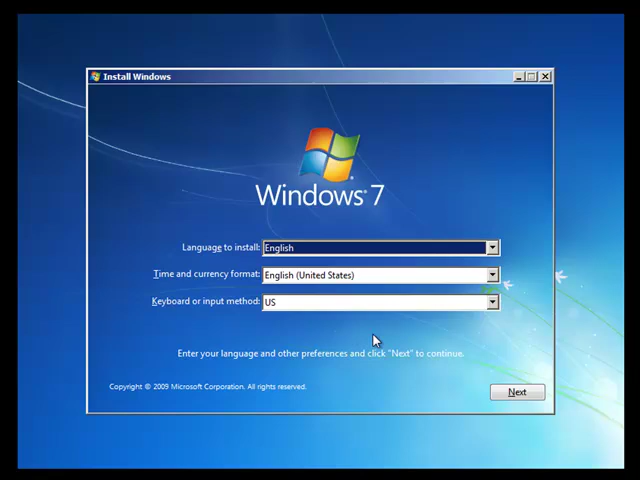 Install Windows
Windows 7
Language to install: English
Time and currency format: English (United States)
Keyboard or input method: US
Enter your language and other preferences and click "Next" to continue.
Copyright © 2009 Microsoft Corporation. All rights reserved.
Next